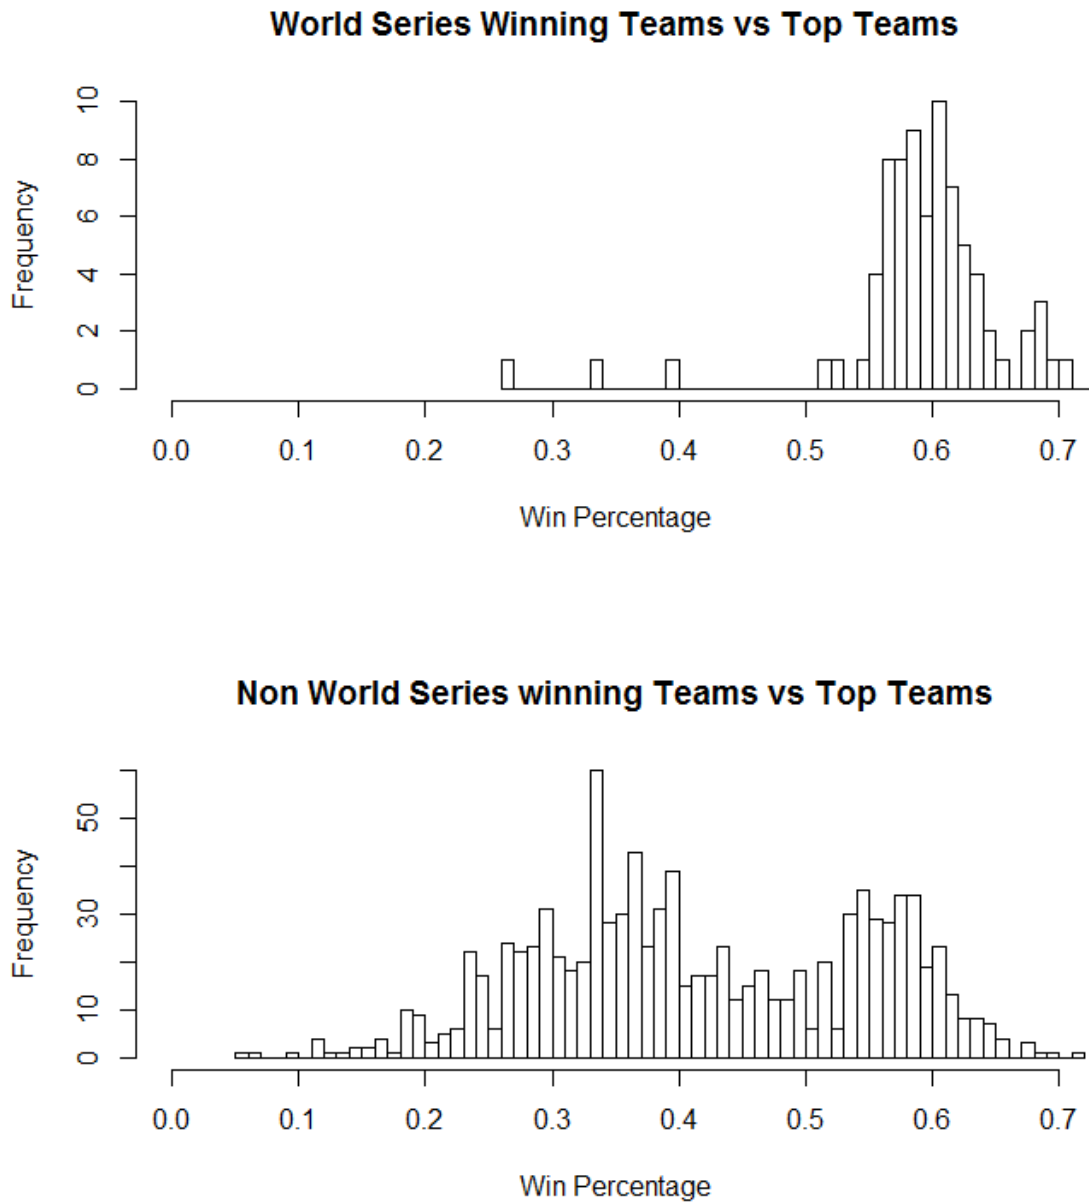 World Series Winning Teams vs Top Teams
Frequency
10
8
6
4
2
0
0.0 0.1 0.2 0.3 0.4 0.5 0.6 0.7
Win Percentage
Non World Series winning Teams vs Top Teams
Frequency
50
30
10
0
0.0 0.1 0.2 0.3 0.4 0.5 0.6 0.7
Win Percentage